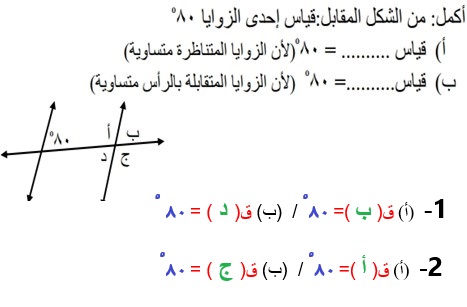 أكمل: من الشكل المقابل:قياس إحدى الزوايا ٨٠°
أ) قياس .......... = ٨٠°(لأن الزوايا المتناظرة متساوية)
ب) قياس..........= ٨٠° (لأن الزوايا المتقابلة بالرأس متساوية)
٨٠° أ ب
د ج
1- (أ) ق( ب )= ٨٠° / (ب) ق( د ) = ٨٠°
2- (أ) ق( أ )= ٨٠° / (ب) ق( ج ) = ٨٠°